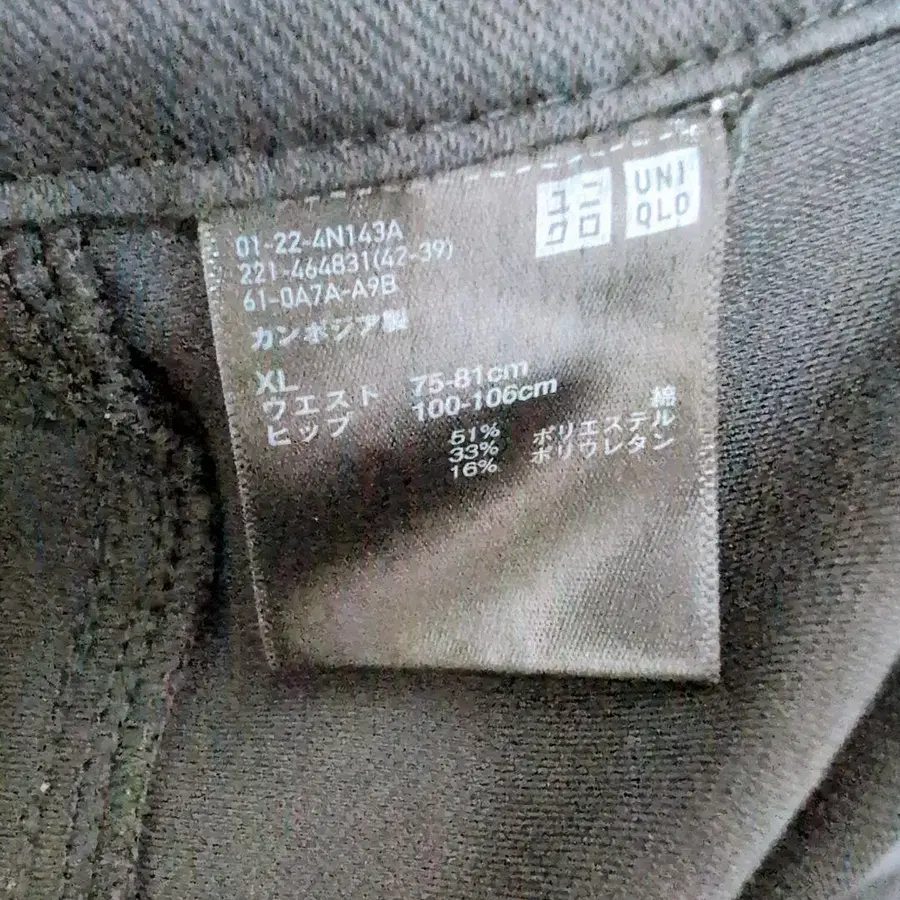 ユニ
クロ
UNI
QLO
01-22-4N143A
221-464831(42-39)
61-0A7A-A9B
カンボジア製
XL
ウエスト 75-81cm
ヒップ 100-106cm
51% 綿
33% ポリエステル
16% ポリウレタン